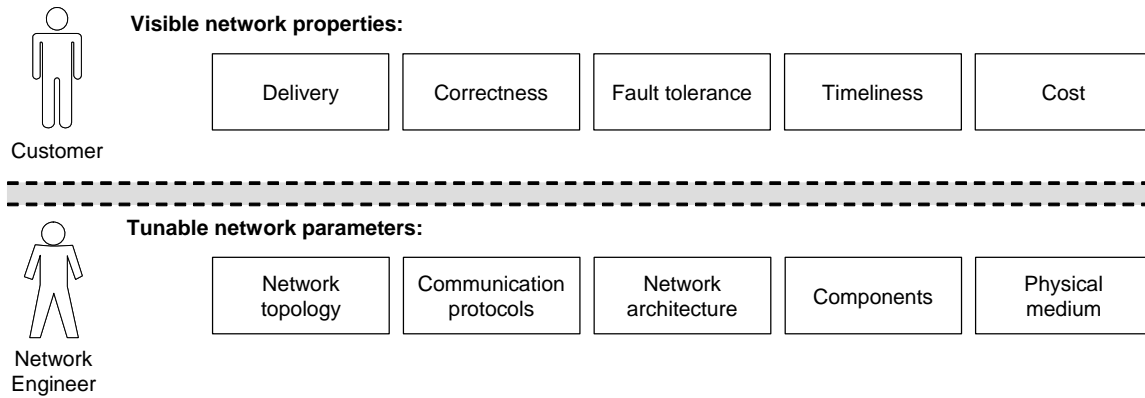 Visible network properties:
Delivery
Correctness
Fault tolerance
Timeliness
Cost
Customer
Tunable network parameters:
Network
topology
Communication
protocols
Network
architecture
Components
Physical
medium
Network
Engineer